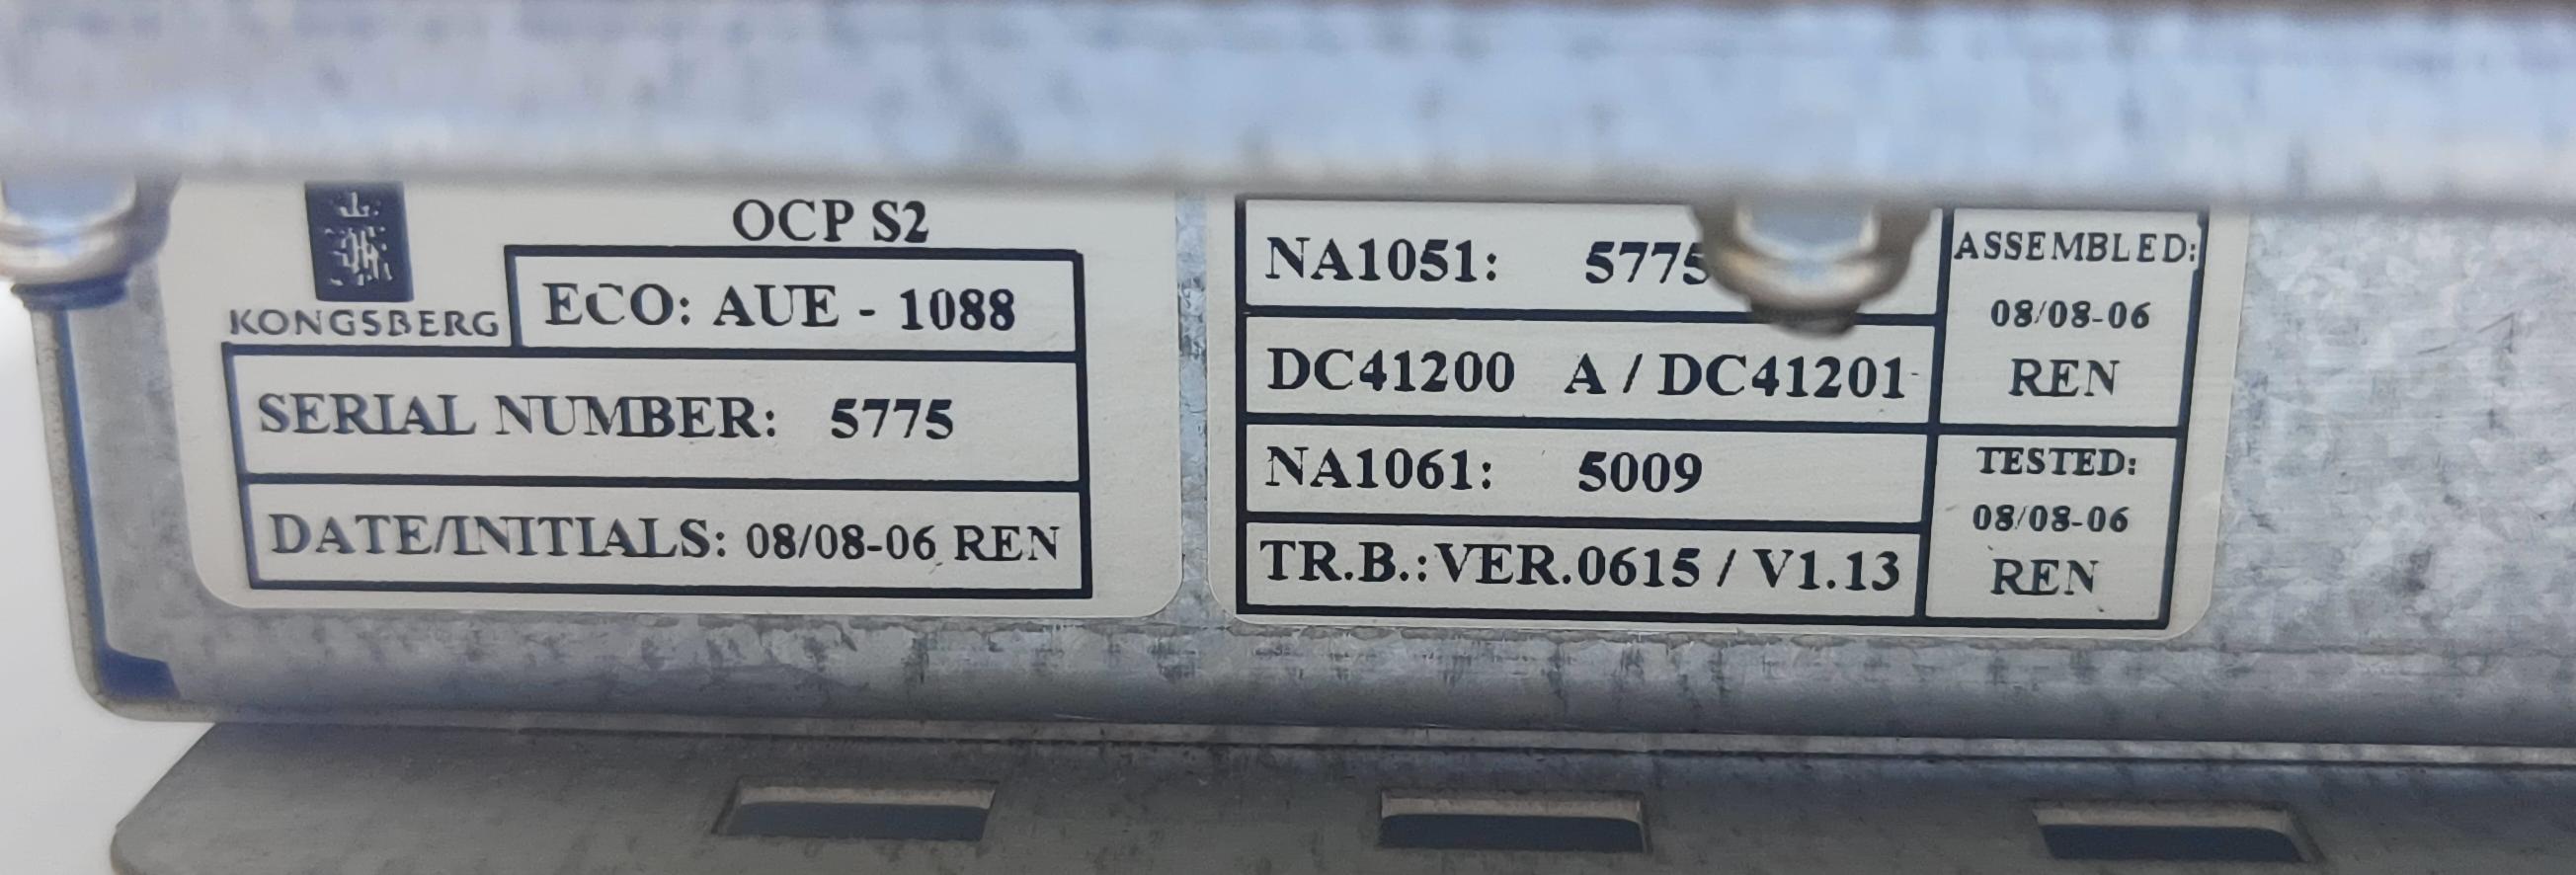 OCP S2
KONGSBERG
ECO: AUE - 1088
SERIAL NUMBER: 5775
DATE/INITIALS: 08/08-06 REN
NA1051: 5775
DC41200 A / DC41201
NA1061: 5009
TR.B.:VER.0615 / V1.13
ASSEMBLED:
08/08-06
REN
TESTED:
08/08-06
REN